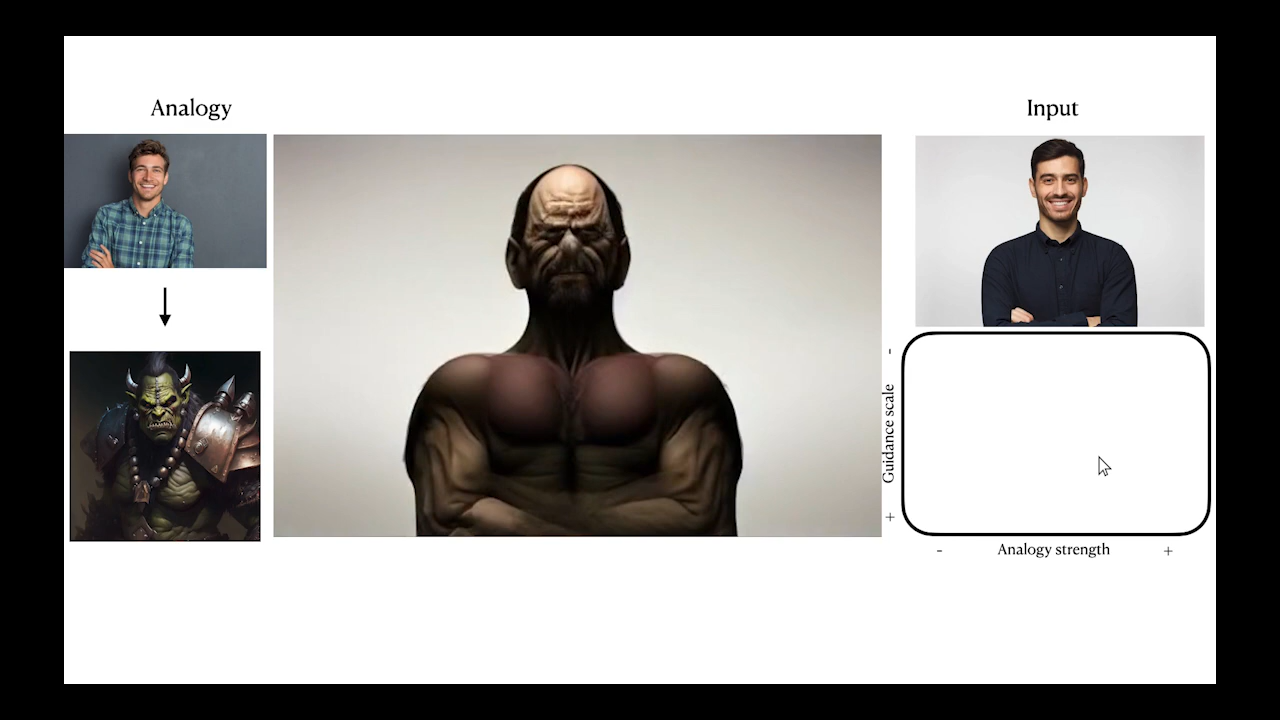 Analogy
Input
-
Guidance scale
+
-
Analogy strength
+